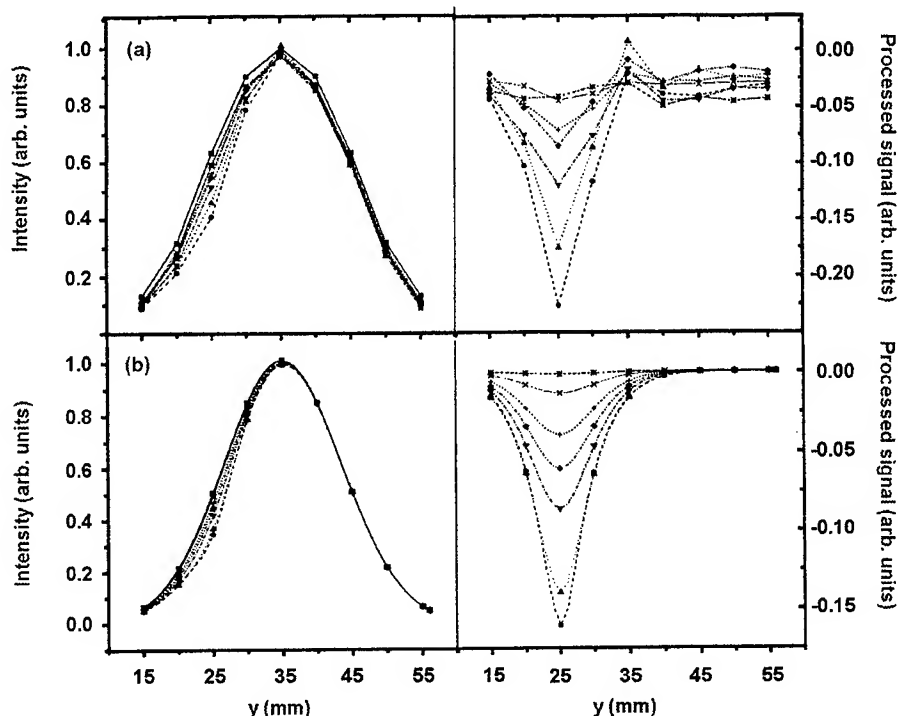 (a)
Intensity (arb. units)
1.0
0.8
0.6
0.4
0.2
Processed signal (arb. units)
0.00
-0.05
-0.10
-0.15
-0.20
(b)
Intensity (arb. units)
1.0
0.8
0.6
0.4
0.2
0.0
Processed signal (arb. units)
0.00
-0.05
-0.10
-0.15
15 25 35 45 55
15 25 35 45 55
y (mm)
y (mm)